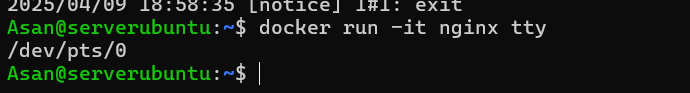 2025/04/09 18:58:35 [notice] 1#1: exit
Asan@serverubuntu:~$ docker run -it nginx tty
/dev/pts/0
Asan@serverubuntu:~$